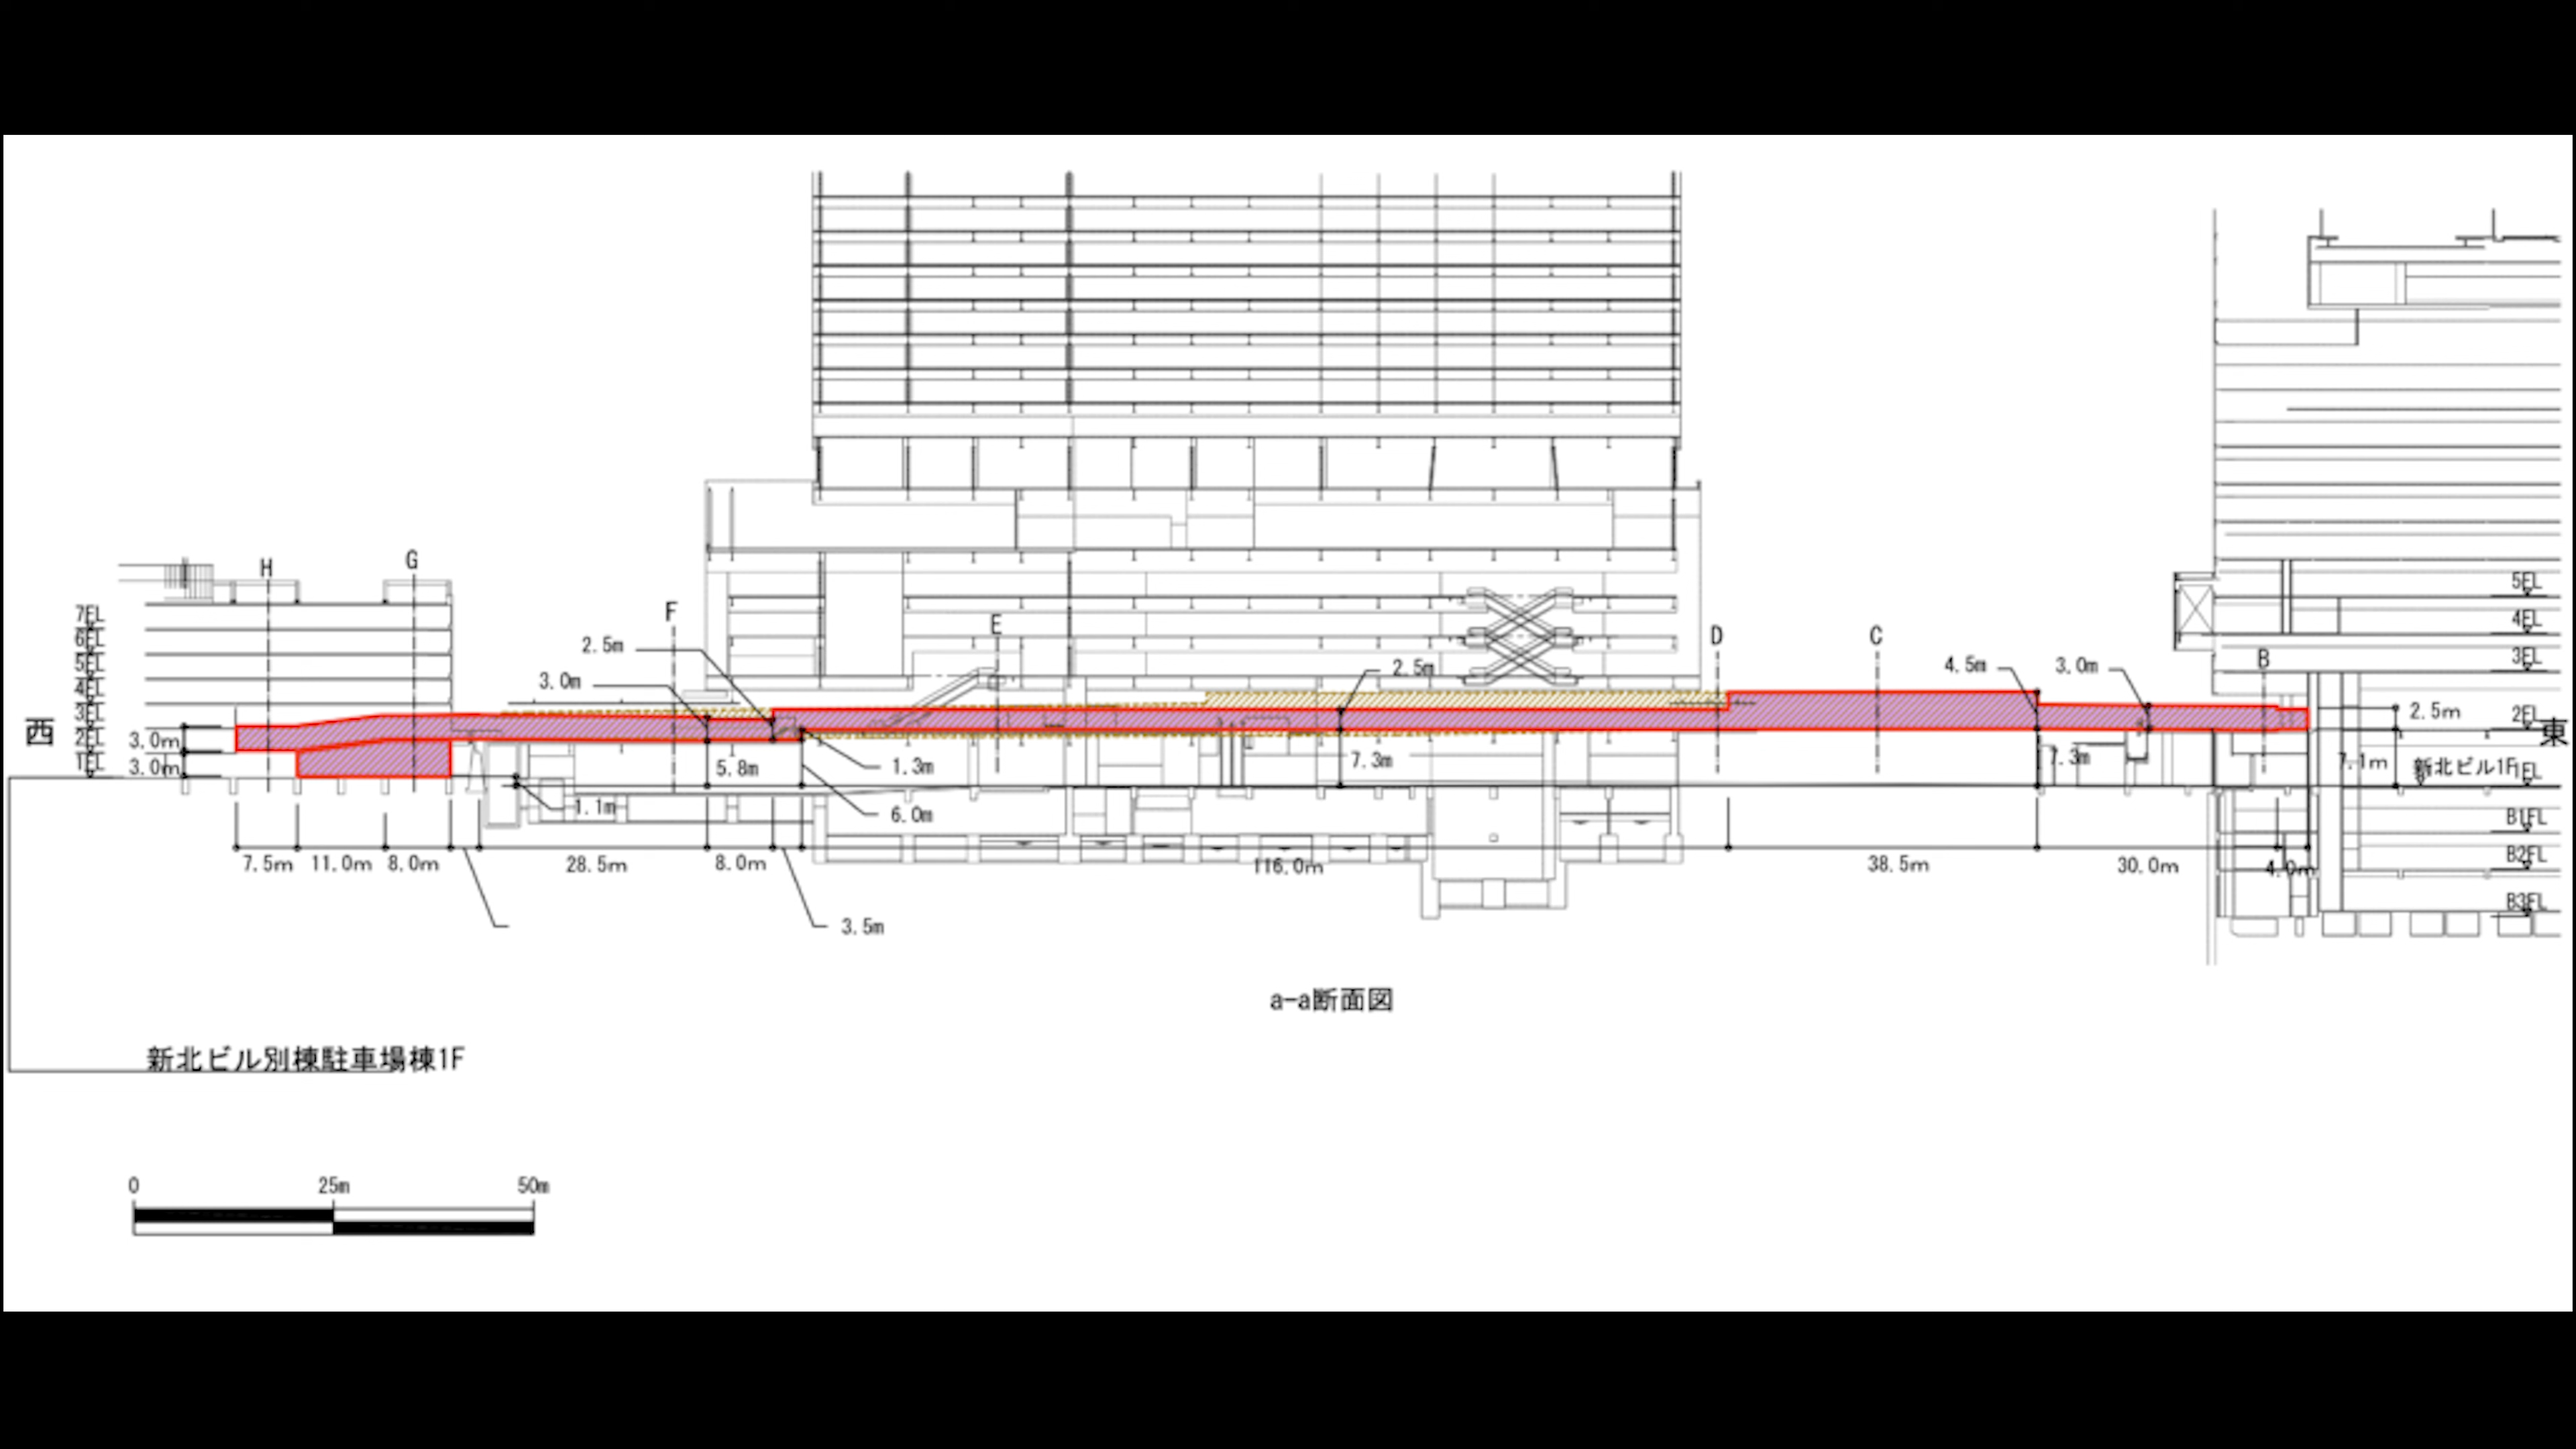 H
G
7FL
6FL
5FL
4FL
3FL
2FL
1FL
西
3.0m
3.0m
F
2.5m
3.0m
E
5.8m
1.1m
1.3m
6.0m
2.5m
7.3m
D
C
4.5m
3.0m
B
7.3m
5FL
4FL
3FL
2FL
2.5m
東
7.1m
新北ビル1F
1FL
B1FL
B2FL
B3FL
7.5m
11.0m
8.0m
28.5m
8.0m
3.5m
116.0m
38.5m
30.0m
4.0m
a-a断面図
新北ビル別棟駐車場棟1F
0
25m
50m